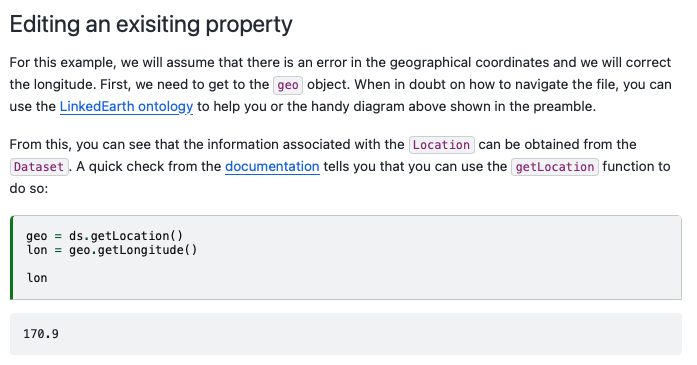 Editing an exisiting property
For this example, we will assume that there is an error in the geographical coordinates and we will correct
the longitude. First, we need to get to the geo object. When in doubt on how to navigate the file, you can
use the LinkedEarth ontology to help you or the handy diagram above shown in the preamble.
From this, you can see that the information associated with the Location can be obtained from the
Dataset. A quick check from the documentation tells you that you can use the getLocation function to
do so:
geo = ds.getLocation()
lon = geo.getLongitude()
lon
170.9